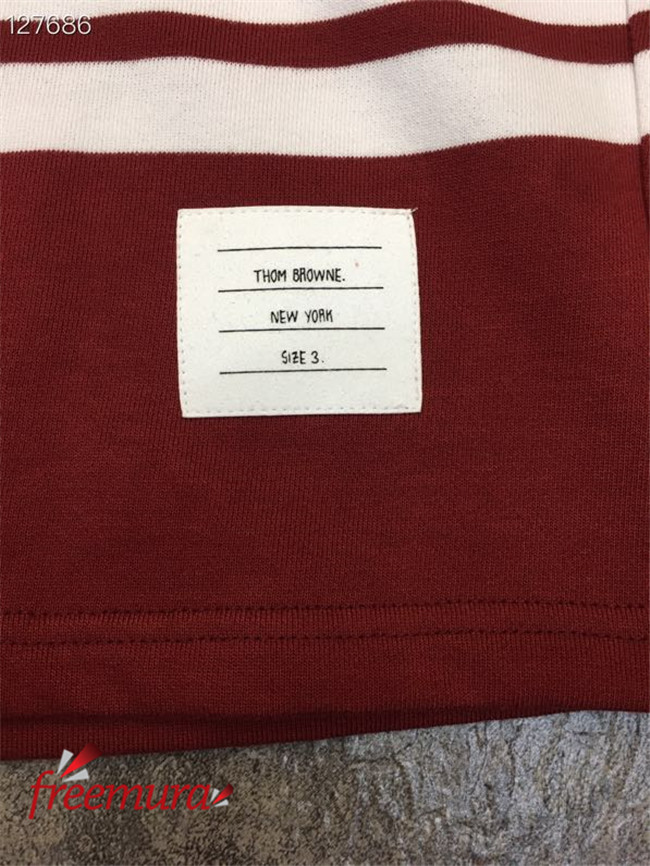 127686
THOM BROWNE.
NEW YORK
SIZE 3.
freemura